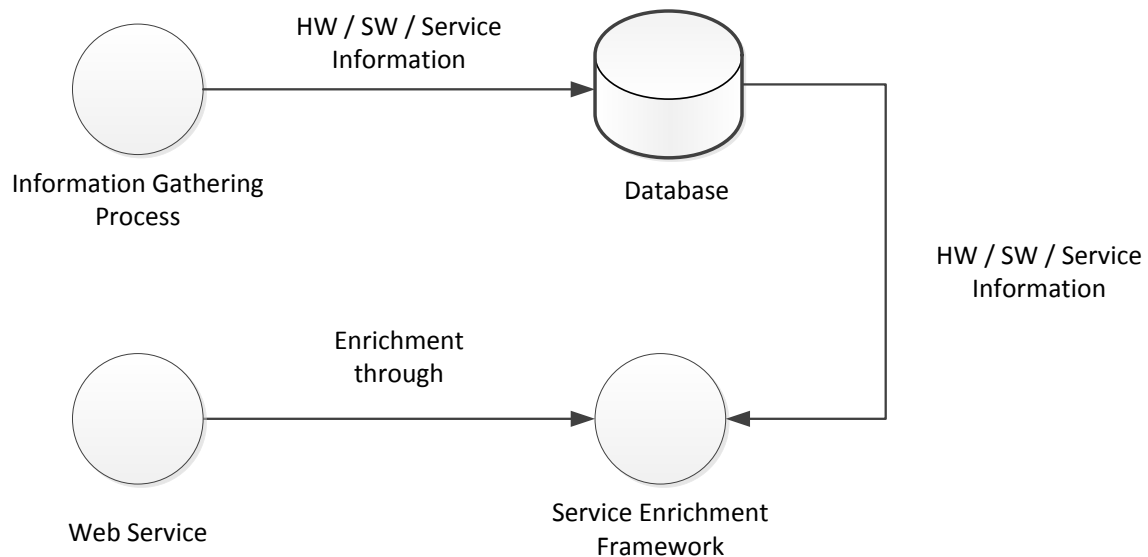 HW / SW / Service
Information
Information Gathering
Process
Database
HW / SW / Service
Information
Enrichment
through
Web Service
Service Enrichment
Framework